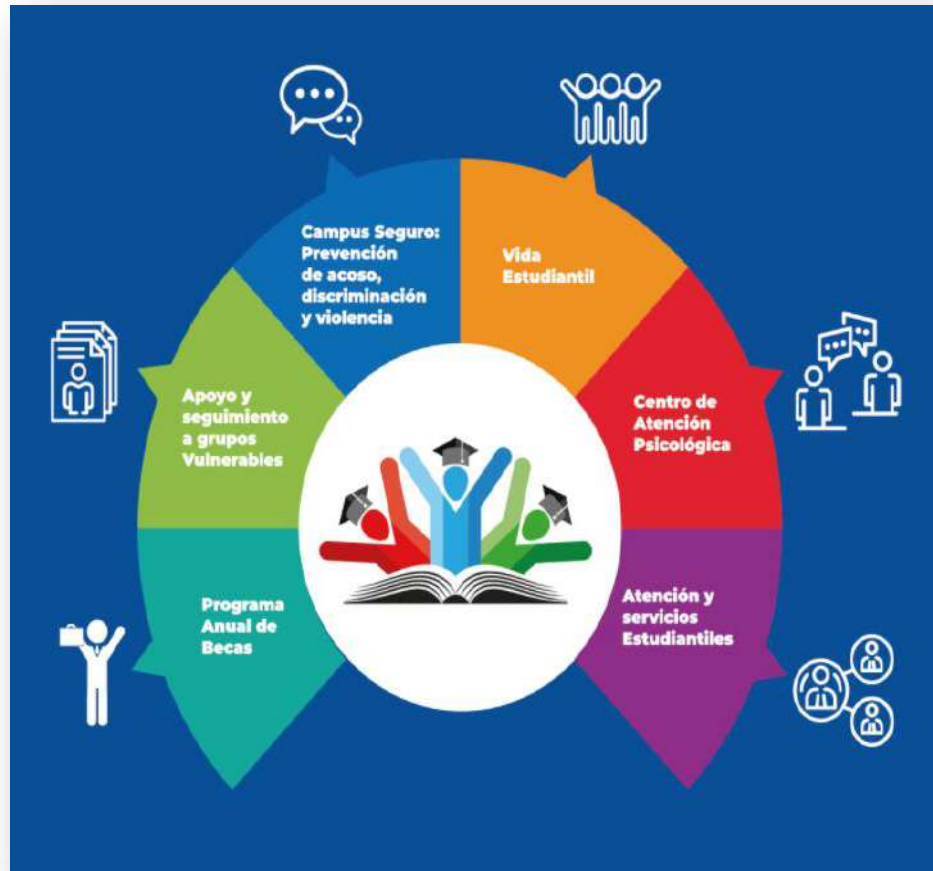 Campus Seguro:
Prevención
de acoso,
discriminación
y violencia
Vida
Estudiantil
Apoyo y
seguimiento
a grupos
Vulnerables
Centro de
Atención
Psicológica
Programa
Anual de
Becas
Atención y
servicios
Estudiantiles